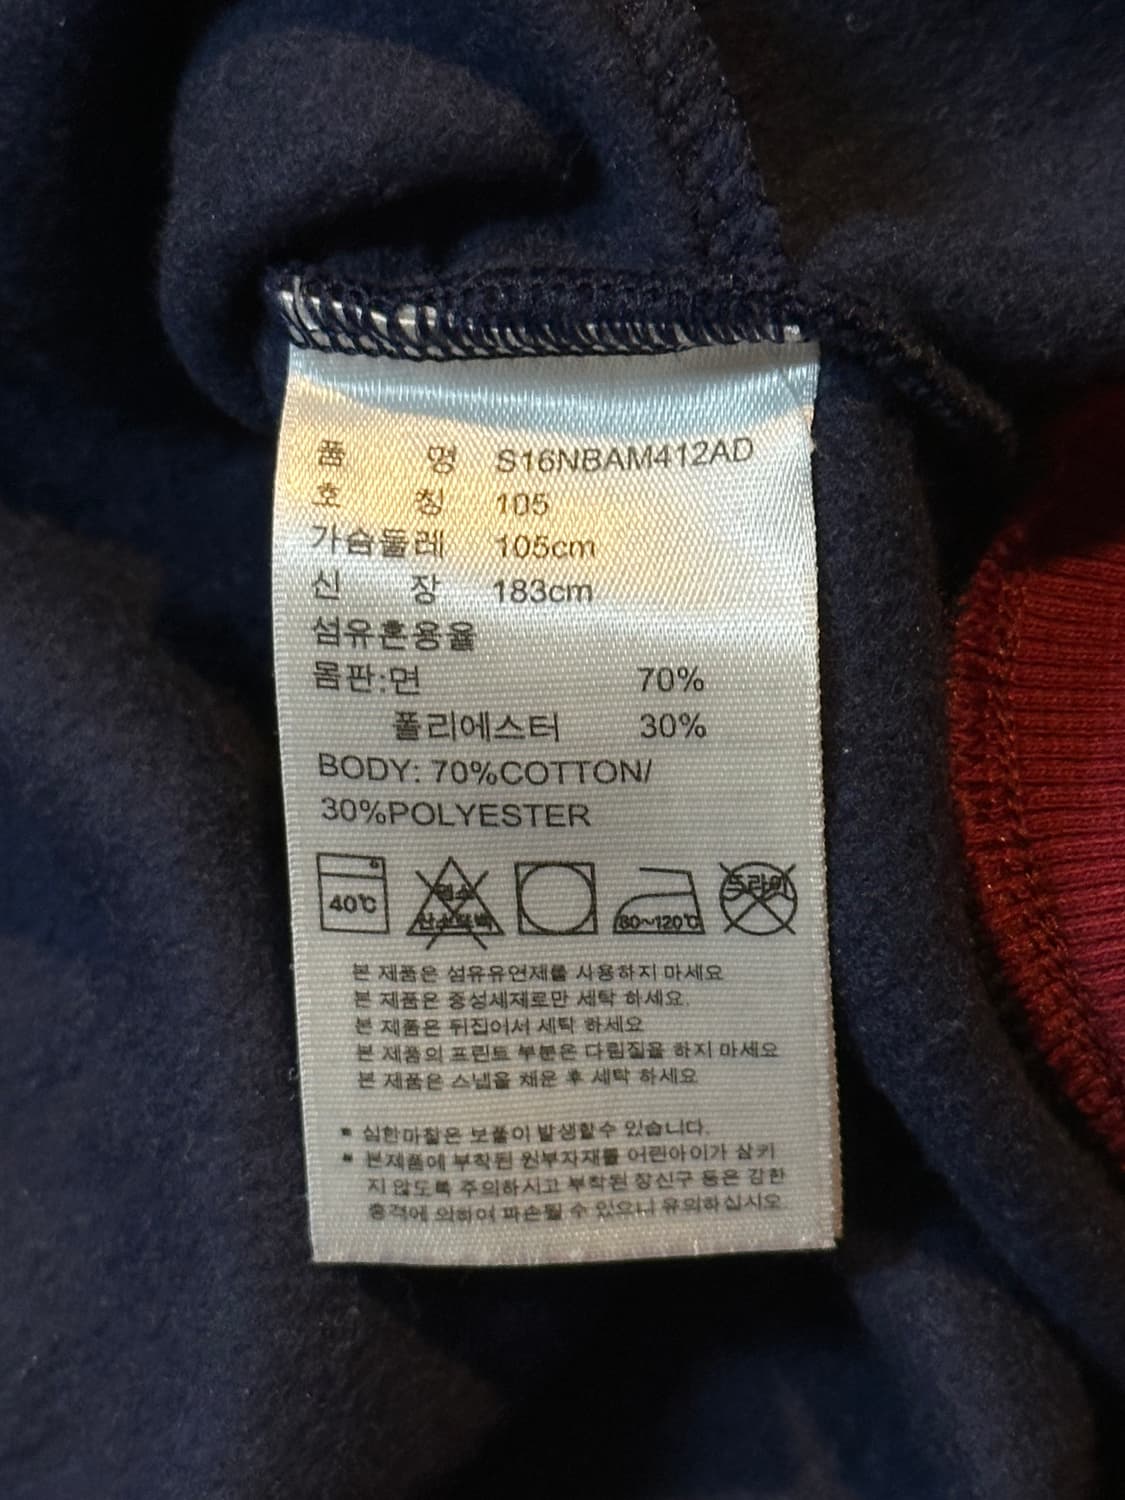 품 명 S16NBAM412AD
호 칭 105
가슴둘레 105cm
신 장 183cm
섬유혼용율
몸판:면 70%
폴리에스터 30%
BODY: 70%COTTON/
30%POLYESTER
40℃
염소
산소표백
80~120℃
드라이
본 제품은 섬유유연제를 사용하지 마세요
본 제품은 중성세제로만 세탁 하세요.
본 제품은 뒤집어서 세탁 하세요
본 제품의 프린트 부분은 다림질을 하지 마세요
본 제품은 스냅을 채운 후 세탁 하세요
* 심한마찰은 보풀이 발생할수 있습니다.
* 본제품에 부착된 원부자재를 어린아이가 삼키
지 않도록 주의하시고 부착된 장신구 등은 강한
충격에 의하여 파손될 수 있으니 유의하십시오